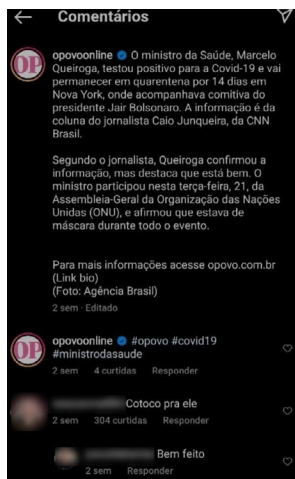 Comentários
opovoonline O ministro da Saúde, Marcelo
Queiroga, testou positivo para a Covid-19 e vai
permanecer em quarentena por 14 dias em
Nova York, onde acompanhava comitiva do
presidente Jair Bolsonaro. A informação é da
coluna do jornalista Caio Junqueira, da CNN
Brasil.
Segundo o jornalista, Queiroga confirmou a
informação, mas destaca que está bem. O
ministro participou nesta terça-feira, 21, da
Assembleia-Geral da Organização das Nações
Unidas (ONU), e afirmou que estava de
máscara durante todo o evento.
Para mais informações acesse opovo.com.br
(Link bio)
(Foto: Agência Brasil)
2 sem · Editado
OP
opovoonline #opovo #covid19
#ministrodasaude
2 sem 4 curtidas Responder
Cotoco pra ele
2 sem 304 curtidas Responder
Bem feito
2 sem Responder